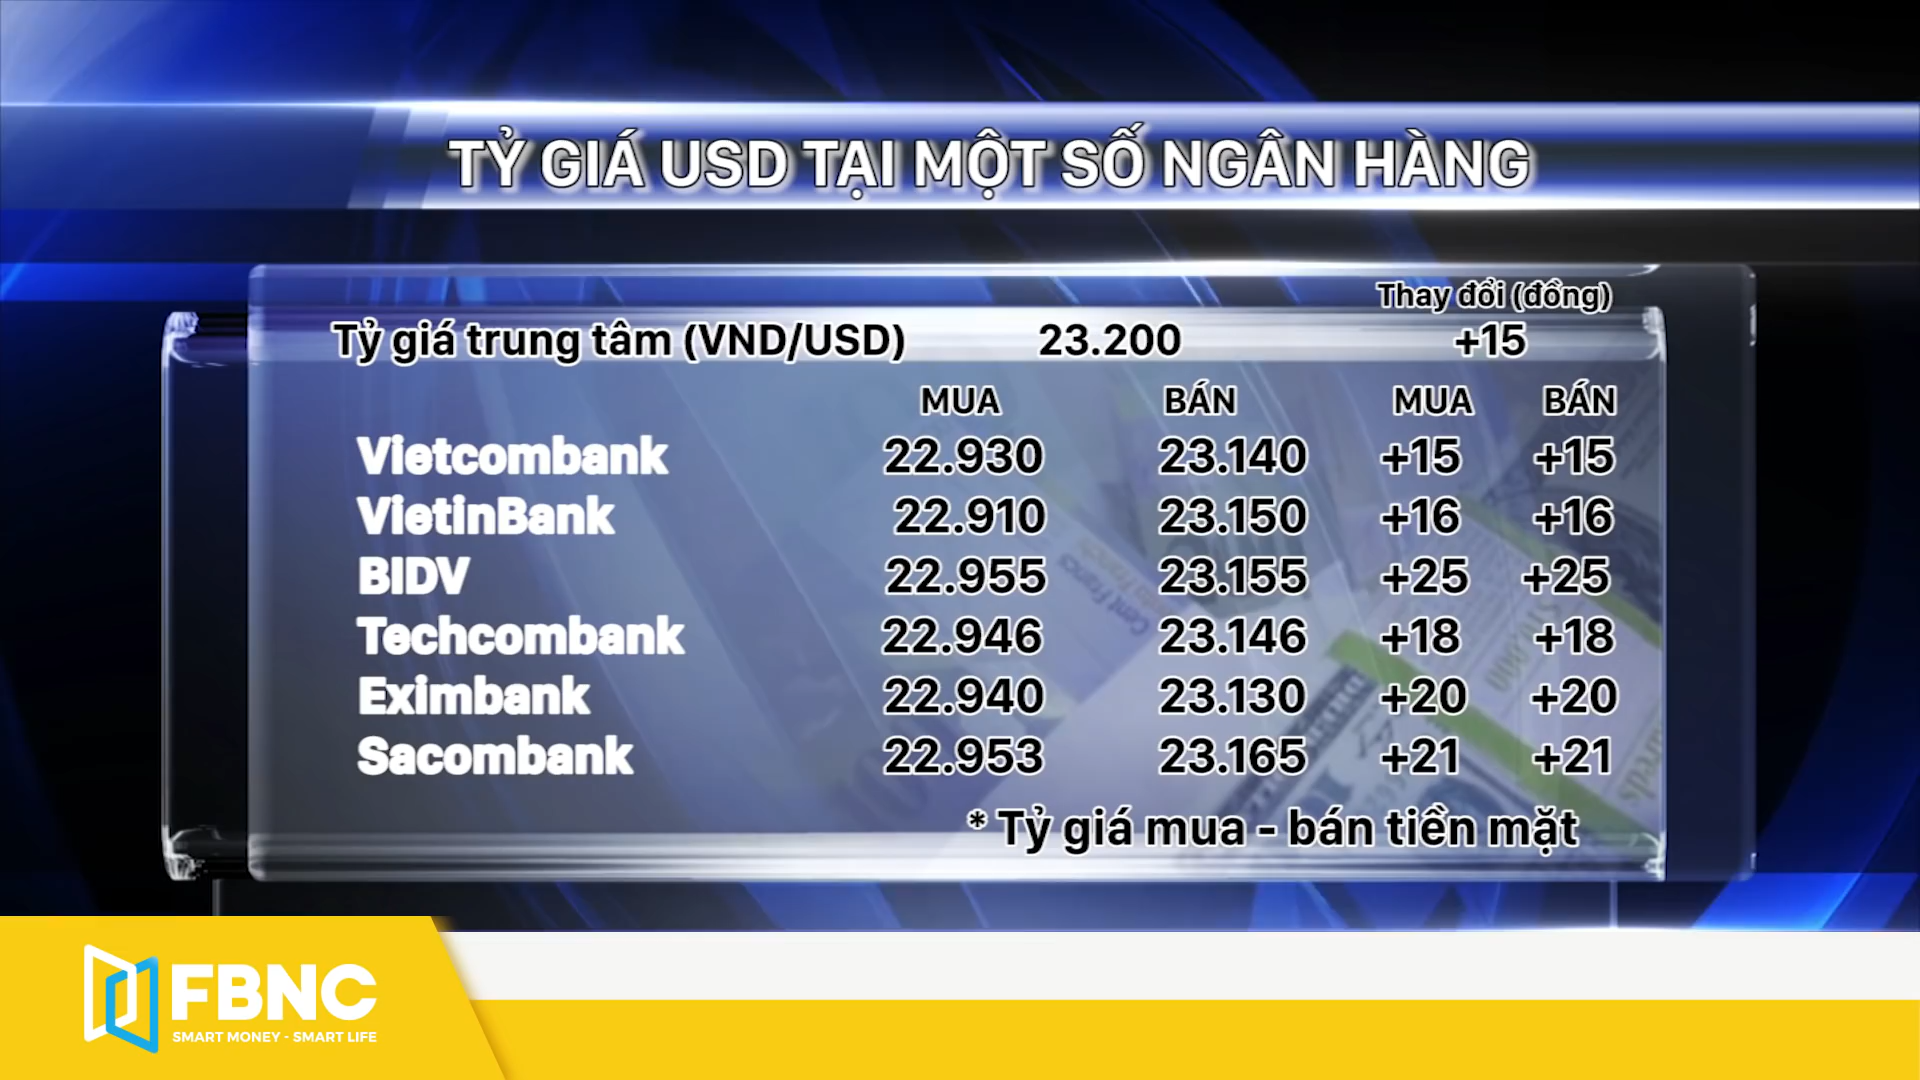 TỶ GIÁ USD TẠI MỘT SỐ NGÂN HÀNG
Thay đổi (đồng)
Tỷ giá trung tâm (VND/USD) 23.200 +15
MUA BÁN MUA BÁN
Vietcombank 22.930 23.140 +15 +15
VietinBank 22.910 23.150 +16 +16
BIDV 22.955 23.155 +25 +25
Techcombank 22.946 23.146 +18 +18
Eximbank 22.940 23.130 +20 +20
Sacombank 22.953 23.165 +21 +21
* Tỷ giá mua - bán tiền mặt
FBNC
SMART MONEY - SMART LIFE